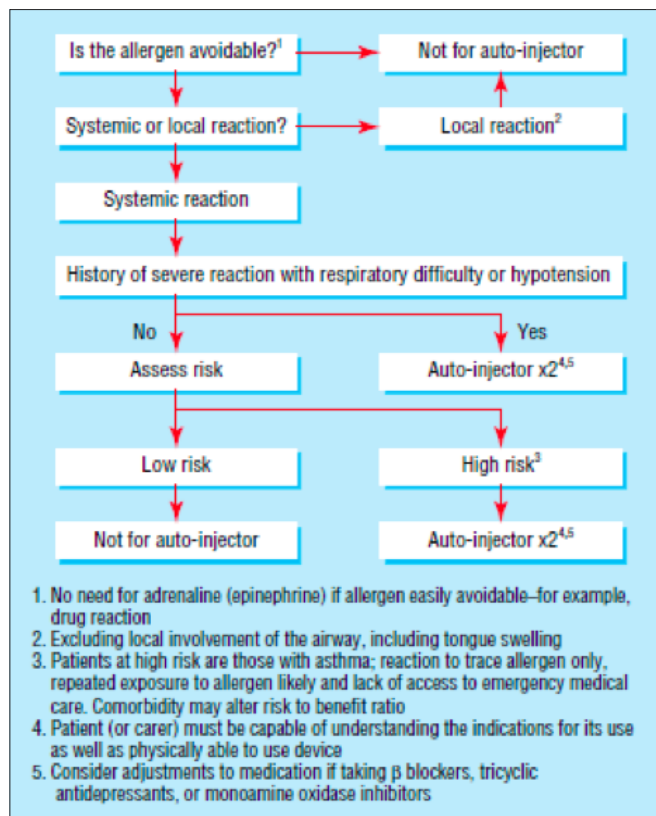 Is the allergen avoidable?¹
Not for auto-injector
Systemic or local reaction?
Local reaction²
Systemic reaction
History of severe reaction with respiratory difficulty or hypotension
No
Yes
Assess risk
Auto-injector x2⁴,⁵
Low risk
High risk³
Not for auto-injector
Auto-injector x2⁴,⁵
1. No need for adrenaline (epinephrine) if allergen easily avoidable–for example,
drug reaction
2. Excluding local involvement of the airway, including tongue swelling
3. Patients at high risk are those with asthma; reaction to trace allergen only,
repeated exposure to allergen likely and lack of access to emergency medical
care. Comorbidity may alter risk to benefit ratio
4. Patient (or carer) must be capable of understanding the indications for its use
as well as physically able to use device
5. Consider adjustments to medication if taking β blockers, tricyclic
antidepressants, or monoamine oxidase inhibitors